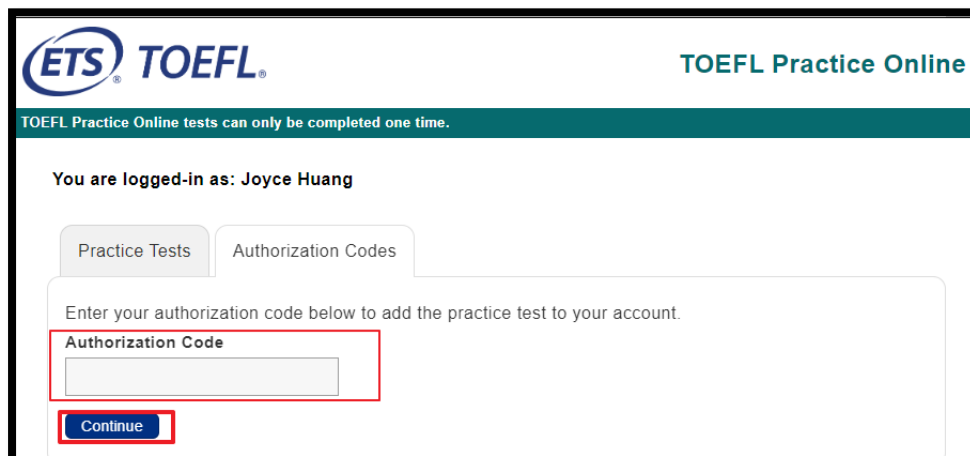 ETS® TOEFL®
TOEFL Practice Online
TOEFL Practice Online tests can only be completed one time.
You are logged-in as: Joyce Huang
Practice Tests
Authorization Codes
Enter your authorization code below to add the practice test to your account.
Authorization Code
Continue